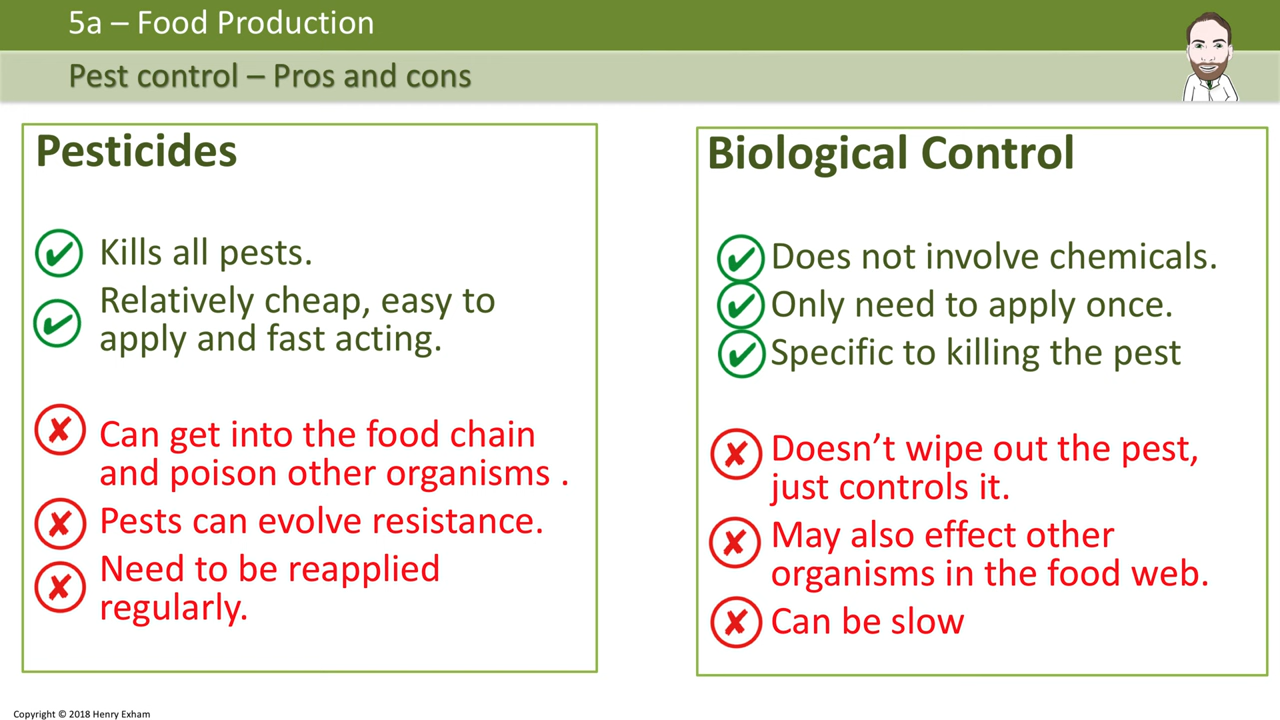 5a – Food Production
Pest control – Pros and cons
Pesticides
Kills all pests.
Relatively cheap, easy to
apply and fast acting.
Can get into the food chain
and poison other organisms .
Pests can evolve resistance.
Need to be reapplied
regularly.
Biological Control
Does not involve chemicals.
Only need to apply once.
Specific to killing the pest
Doesn’t wipe out the pest,
just controls it.
May also effect other
organisms in the food web.
Can be slow
Copyright © 2018 Henry Exham